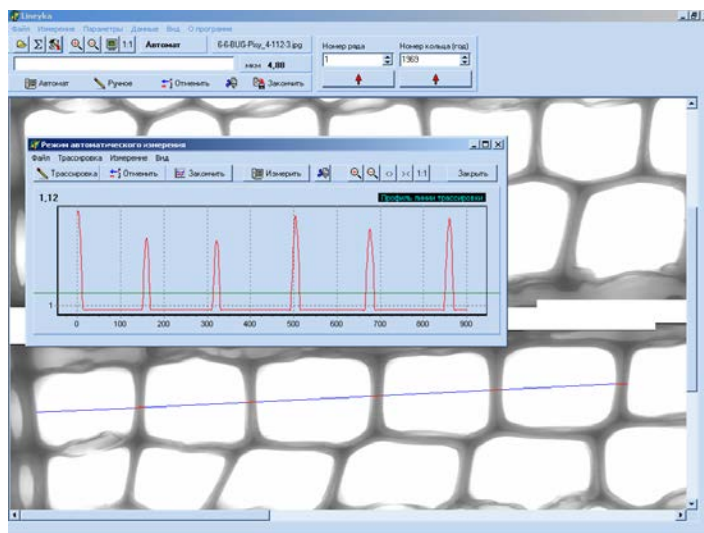 Lineyka
Файл Измерение Параметры Данные Вид О программе
1:1 Автомат 6-6-BUG-Pisy_4-112-3.jpg
мкм 4,80
Автомат Ручное Отменить Закончить
Номер ряда Номер кольца (год)
1 1969
Режим автоматического измерения
Файл Трассировка Измерение Вид
Трассировка Отменить Закончить Измерить 1:1 Закрыть
1,12 Профиль линии трассировки
1
0 100 200 300 400 500 600 700 800 900